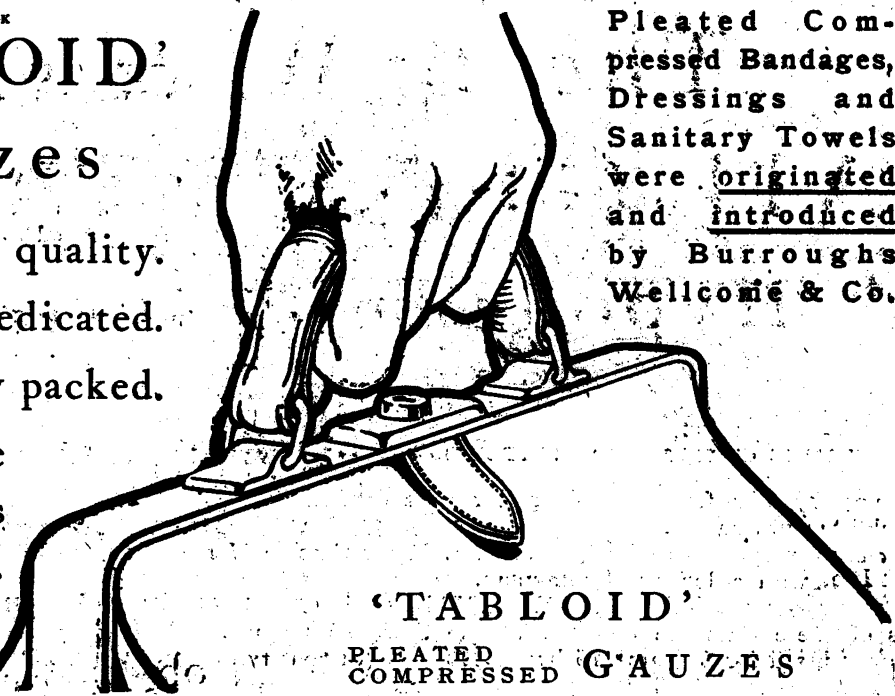 OID'
zes
quality.
edicated.
packed.
Pleated Com-
pressed Bandages,
Dressings and
Sanitary Towels
were originated
and introduced
by Burroughs
Wellcome & Co.
'TABLOID'
PLEATED
COMPRESSED GAUZES